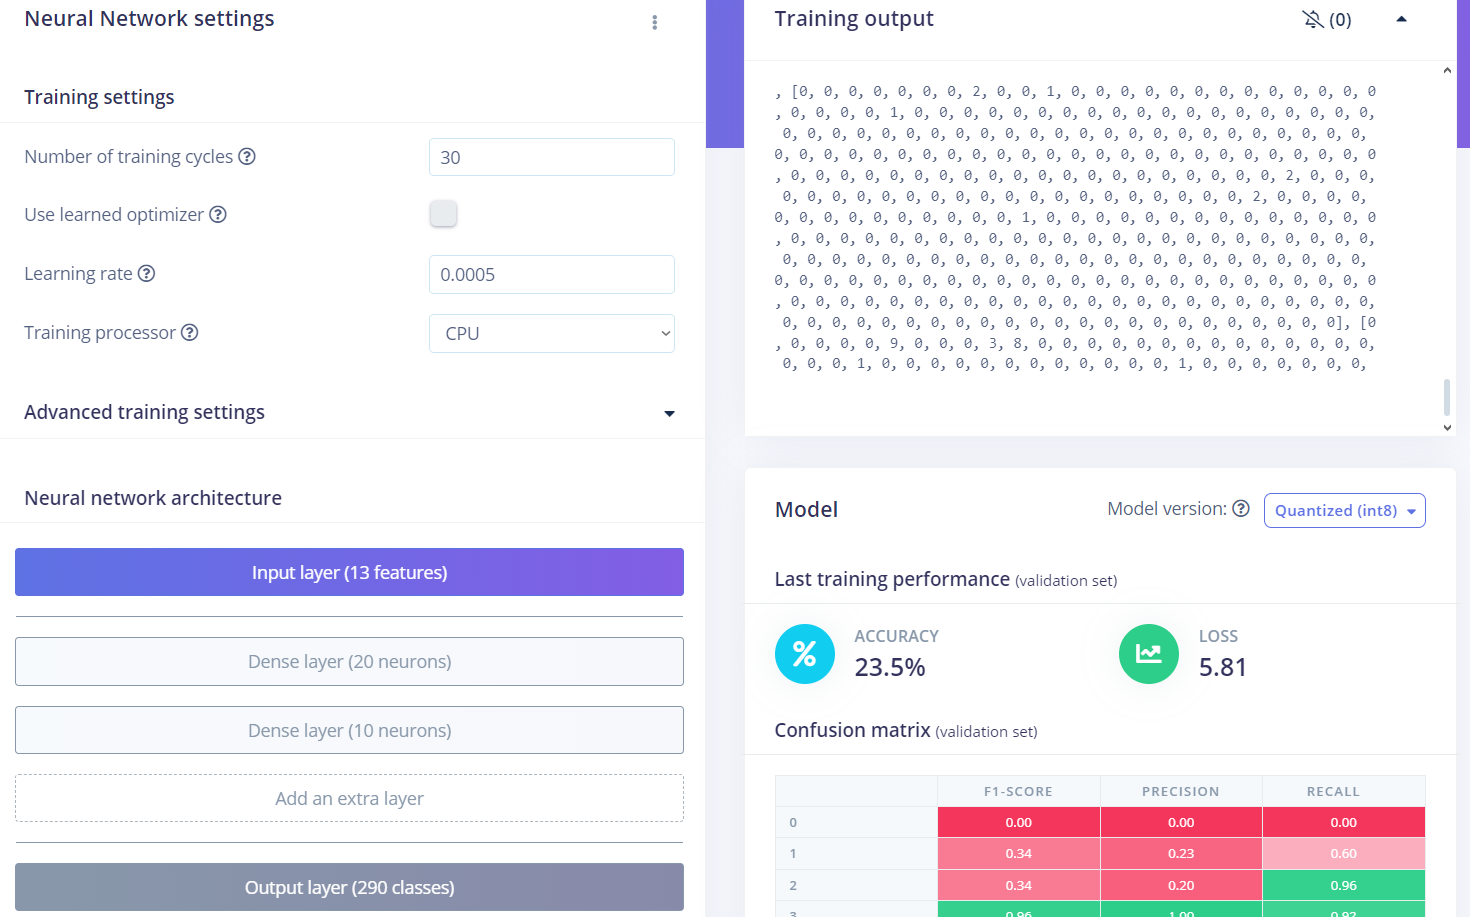 Neural Network settings
Training settings
Number of training cycles
30
Use learned optimizer
Learning rate
0.0005
Training processor
CPU
Advanced training settings
Neural network architecture
Input layer (13 features)
Dense layer (20 neurons)
Dense layer (10 neurons)
Add an extra layer
Output layer (290 classes)
Training output
(0)
, [0, 0, 0, 0, 0, 0, 0, 2, 0, 0, 1, 0, 0, 0, 0, 0, 0, 0, 0, 0, 0, 0, 0, 0
, 0, 0, 0, 0, 1, 0, 0, 0, 0, 0, 0, 0, 0, 0, 0, 0, 0, 0, 0, 0, 0, 0, 0, 0,
0, 0, 0, 0, 0, 0, 0, 0, 0, 0, 0, 0, 0, 0, 0, 0, 0, 0, 0, 0, 0, 0, 0, 0,
0, 0, 0, 0, 0, 0, 0, 0, 0, 0, 0, 0, 0, 0, 0, 0, 0, 0, 0, 0, 0, 0, 0, 0, 0
, 0, 0, 0, 0, 0, 0, 0, 0, 0, 0, 0, 0, 0, 0, 0, 0, 0, 0, 0, 0, 2, 0, 0, 0,
0, 0, 0, 0, 0, 0, 0, 0, 0, 0, 0, 0, 0, 0, 0, 0, 0, 0, 0, 2, 0, 0, 0, 0,
0, 0, 0, 0, 0, 0, 0, 0, 0, 0, 1, 0, 0, 0, 0, 0, 0, 0, 0, 0, 0, 0, 0, 0, 0
, 0, 0, 0, 0, 0, 0, 0, 0, 0, 0, 0, 0, 0, 0, 0, 0, 0, 0, 0, 0, 0, 0, 0, 0,
0, 0, 0, 0, 0, 0, 0, 0, 0, 0, 0, 0, 0, 0, 0, 0, 0, 0, 0, 0, 0, 0, 0, 0,
0, 0, 0, 0, 0, 0, 0, 0, 0, 0, 0, 0, 0, 0, 0, 0, 0, 0, 0, 0, 0, 0, 0, 0, 0
, 0, 0, 0, 0, 0, 0, 0, 0, 0, 0, 0, 0, 0, 0, 0, 0, 0, 0, 0, 0, 0, 0, 0, 0,
0, 0, 0, 0, 0, 0, 0, 0, 0, 0, 0, 0, 0, 0, 0, 0, 0, 0, 0, 0, 0, 0, 0], [0
, 0, 0, 0, 0, 9, 0, 0, 0, 3, 8, 0, 0, 0, 0, 0, 0, 0, 0, 0, 0, 0, 0, 0, 0,
0, 0, 0, 1, 0, 0, 0, 0, 0, 0, 0, 0, 0, 0, 0, 0, 1, 0, 0, 0, 0, 0, 0, 0,
Model
Model version:
Quantized (int8)
Last training performance (validation set)
ACCURACY
23.5%
LOSS
5.81
Confusion matrix (validation set)
F1-SCORE PRECISION RECALL
0 0.00 0.00 0.00
1 0.34 0.23 0.60
2 0.34 0.20 0.96
3 0.96 1.00 0.92